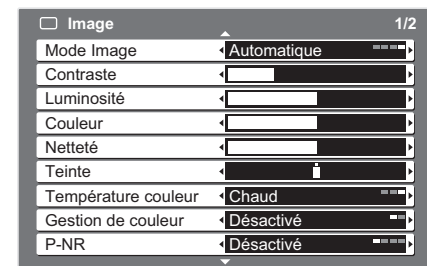 Image 1/2
Mode Image Automatique
Contraste
Luminosité
Couleur
Netteté
Teinte
Température couleur Chaud
Gestion de couleur Désactivé
P-NR Désactivé